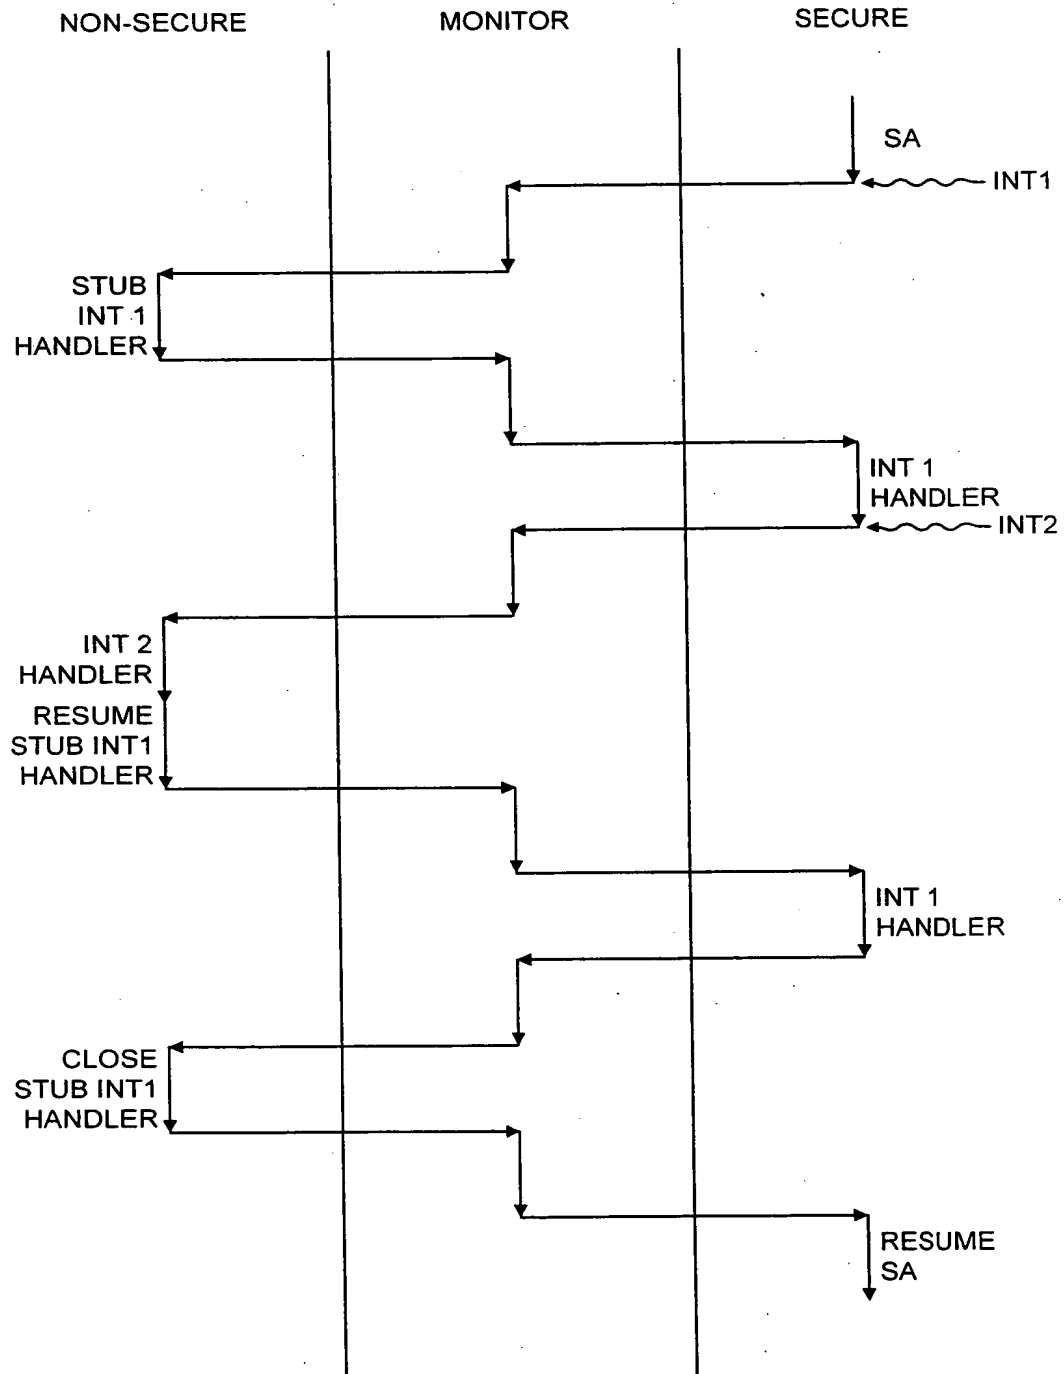 NON-SECURE
MONITOR
SECURE
SA
INT1
STUB
INT 1
HANDLER
INT 1
HANDLER
INT2
INT 2
HANDLER
RESUME
STUB INT1
HANDLER
INT 1
HANDLER
CLOSE
STUB INT1
HANDLER
RESUME
SA